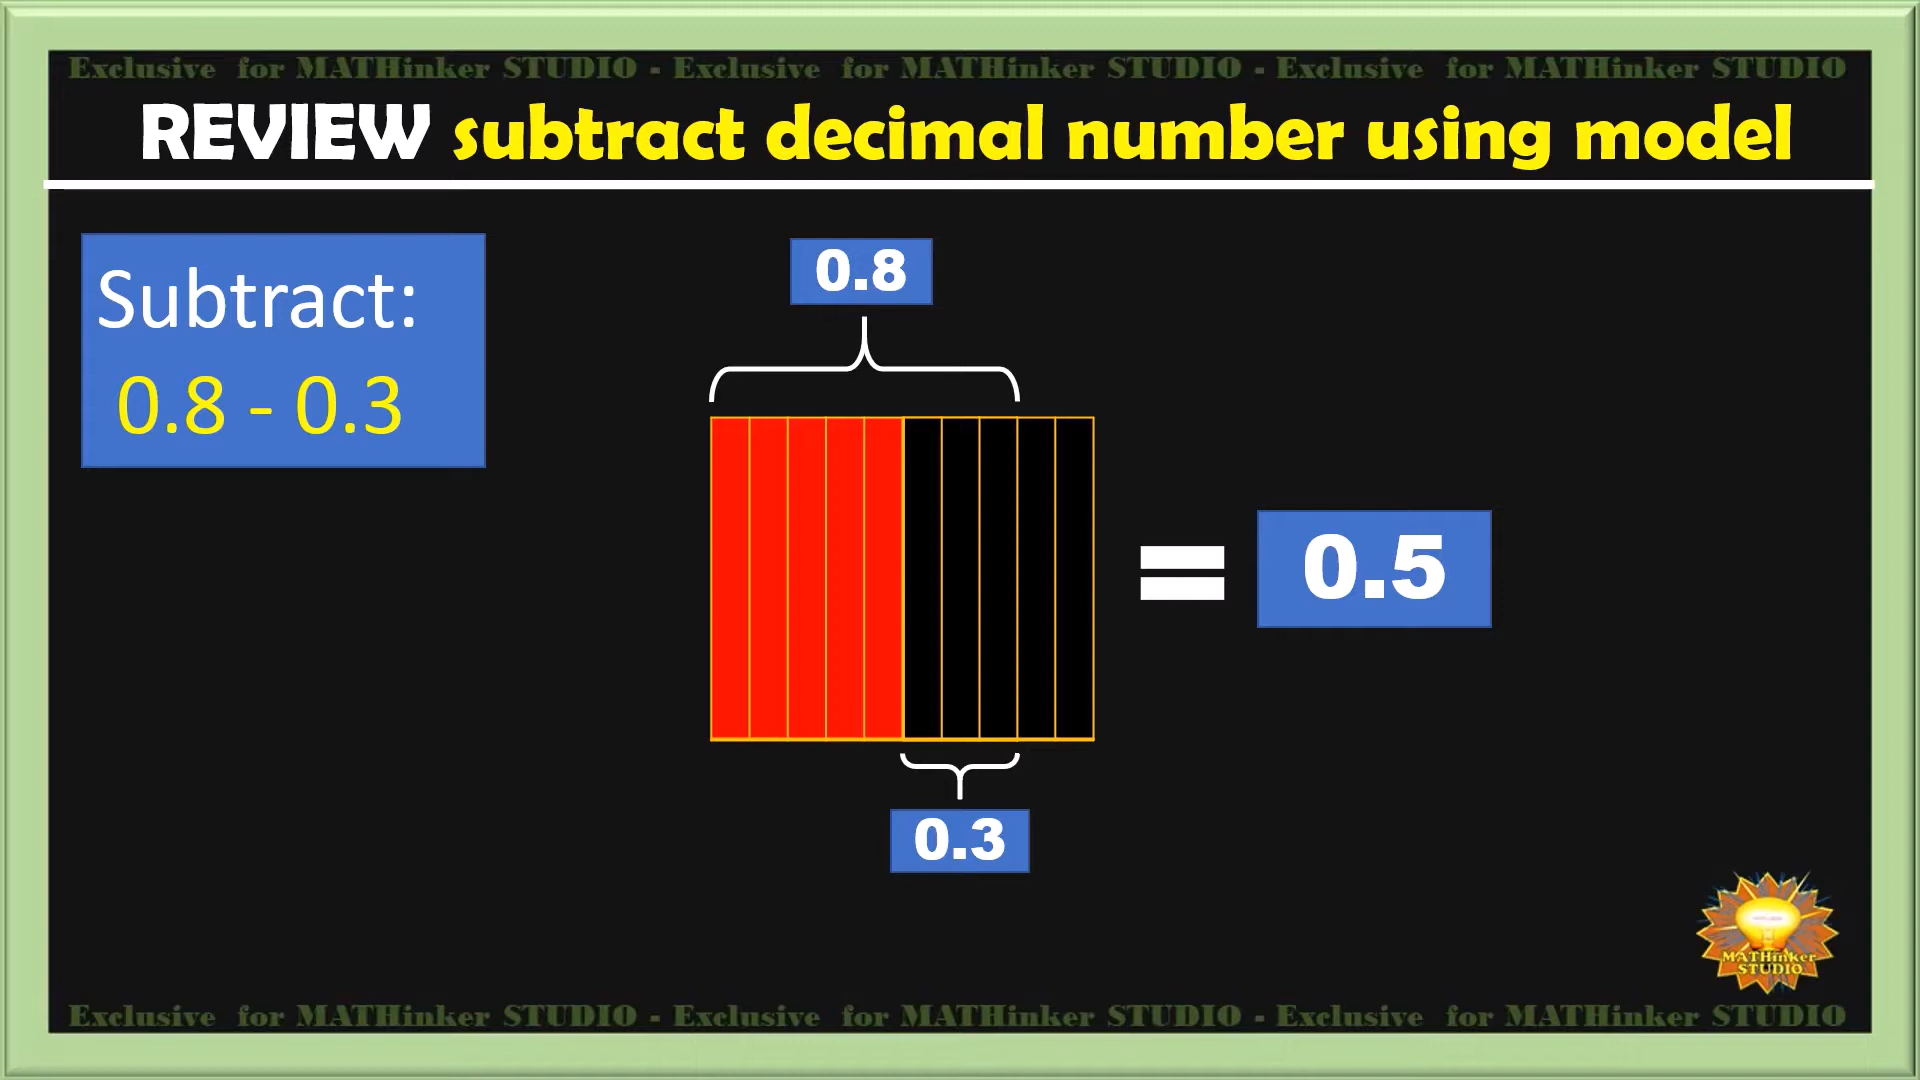 Exclusive for MATHinker STUDIO - Exclusive for MATHinker STUDIO - Exclusive for MATHinker STUDIO
REVIEW subtract decimal number using model
Subtract:
0.8 - 0.3
0.8
= 0.5
0.3
MATHinker
STUDIO
Exclusive for MATHinker STUDIO - Exclusive for MATHinker STUDIO - Exclusive for MATHinker STUDIO